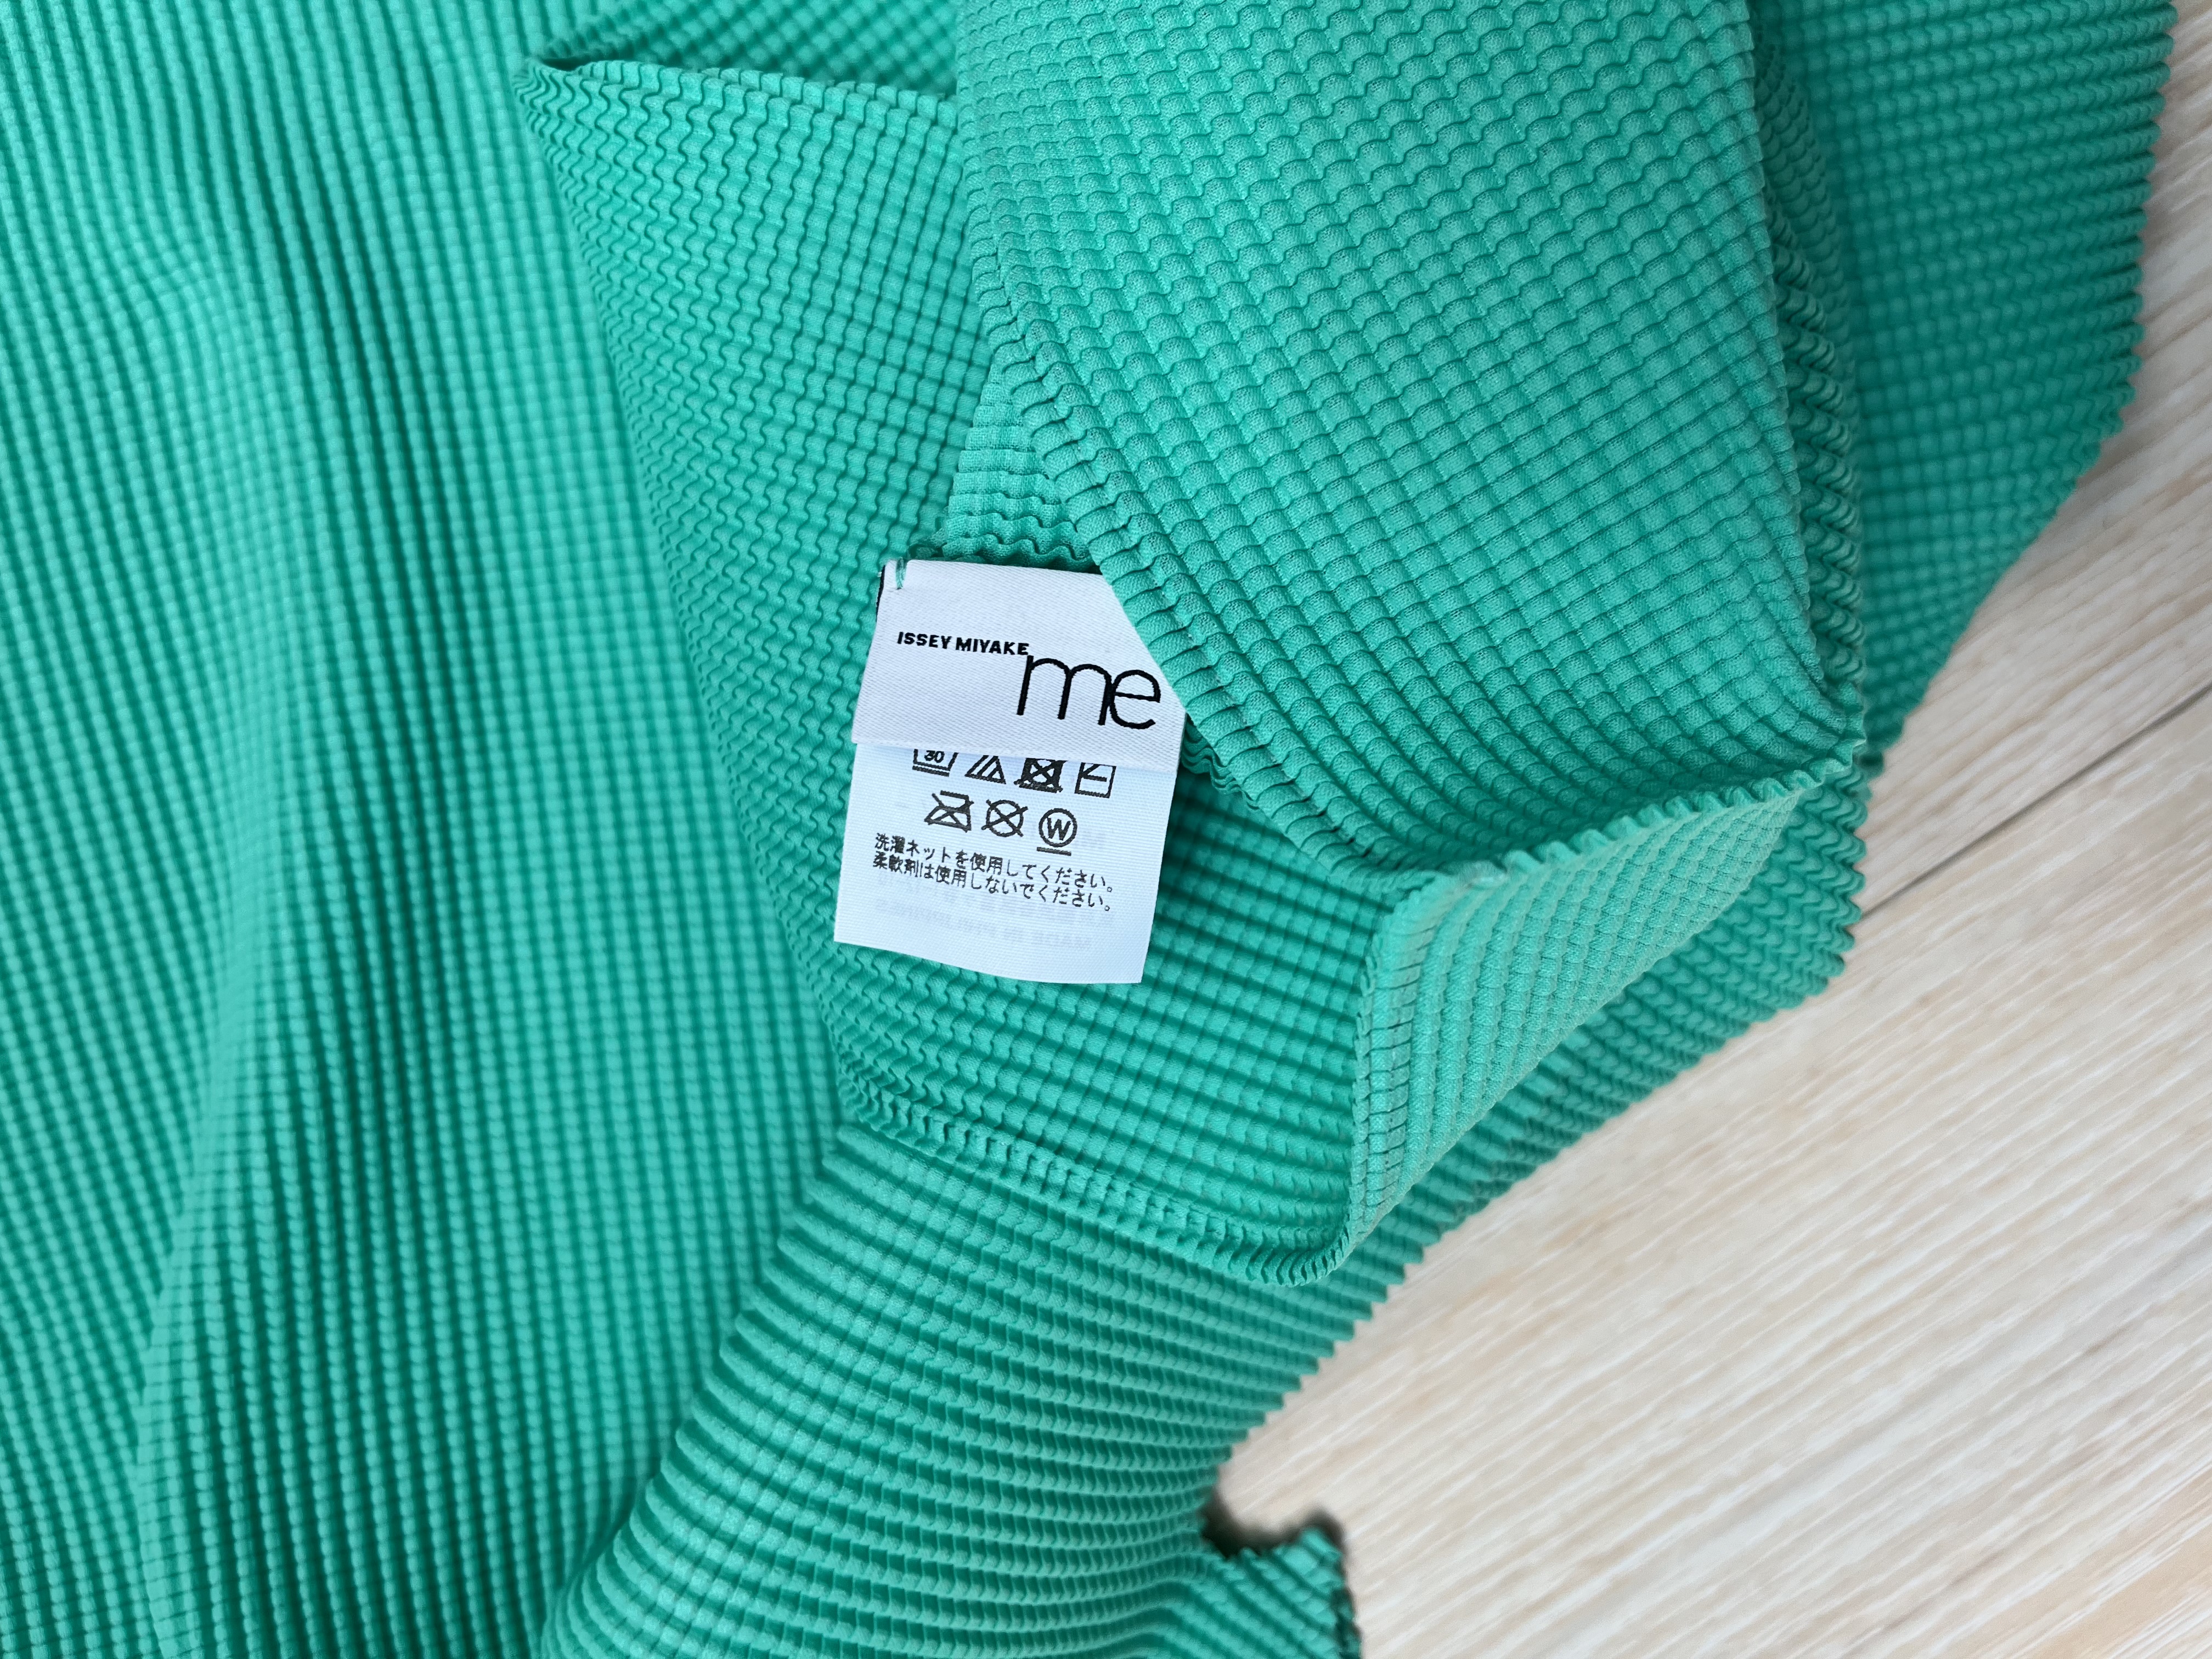 ISSEY MIYAKE
me
30
W
洗濯ネットを使用してください。
柔軟剤は使用しないでください。